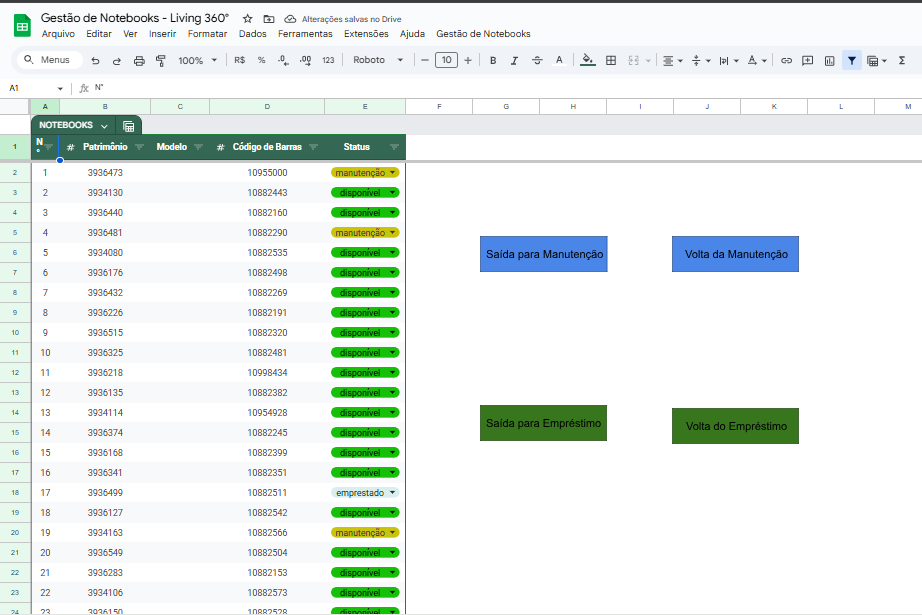 Gestão de Notebooks - Living 360° Alterações salvas no Drive
Arquivo Editar Ver Inserir Formatar Dados Ferramentas Extensões Ajuda Gestão de Notebooks
Menus 100% R$ % .0 .00 123 Roboto 10 B I A Σ
A1 fx N°
A B C D E F G H I J K L M
NOTEBOOKS
1 N° # Patrimônio Modelo # Código de Barras Status
2 1 3936473 10955000 manutenção
3 2 3934130 10882443 disponível
4 3 3936440 10882160 disponível
5 4 3936481 10882290 manutenção
6 5 3934080 10882535 disponível
7 6 3936176 10882498 disponível
8 7 3936432 10882269 disponível
9 8 3936226 10882191 disponível
10 9 3936515 10882320 disponível
11 10 3936325 10882481 disponível
12 11 3936218 10998434 disponível
13 12 3936135 10882382 disponível
14 13 3934114 10954928 disponível
15 14 3936374 10882245 disponível
16 15 3936168 10882399 disponível
17 16 3936341 10882351 disponível
18 17 3936499 10882511 emprestado
19 18 3936127 10882542 disponível
20 19 3934163 10882566 manutenção
21 20 3936549 10882504 disponível
22 21 3936283 10882153 disponível
23 22 3934106 10882573 disponível
24 23 3936150 10882528 disponível
Saída para Manutenção Volta da Manutenção
Saída para Empréstimo Volta do Empréstimo